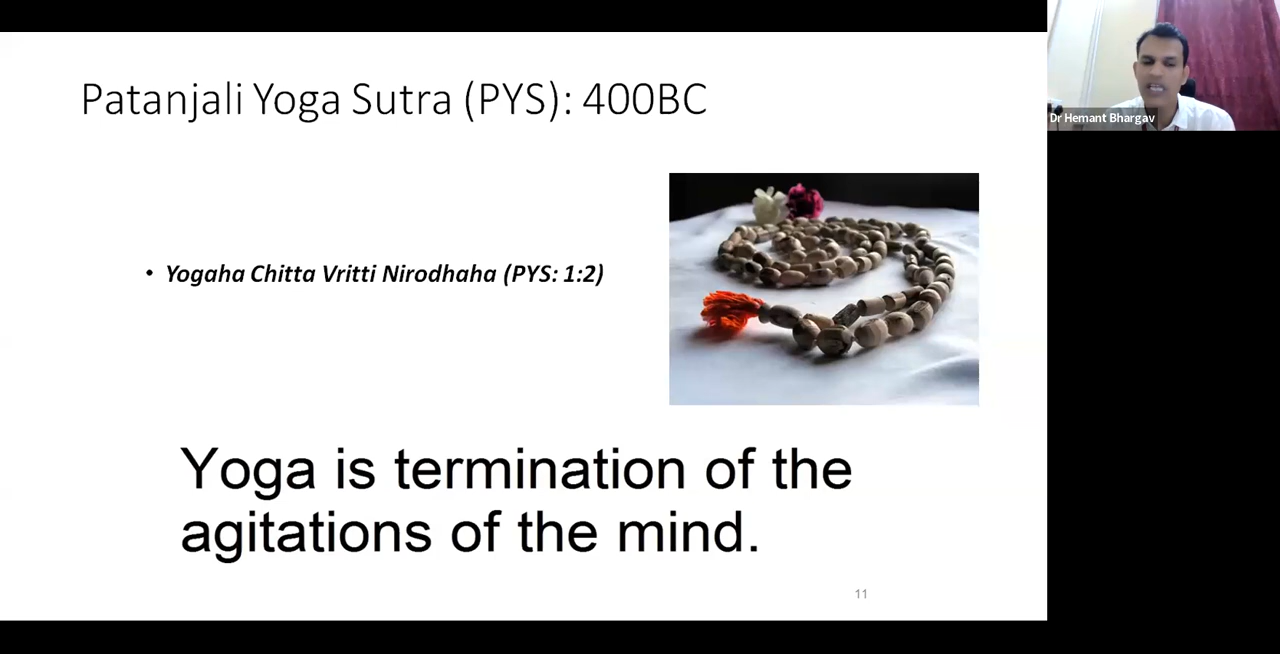 Patanjali Yoga Sutra (PYS): 400BC
Dr Hemant Bhargav
• Yogaha Chitta Vritti Nirodhaha (PYS: 1:2)
Yoga is termination of the
agitations of the mind.
11